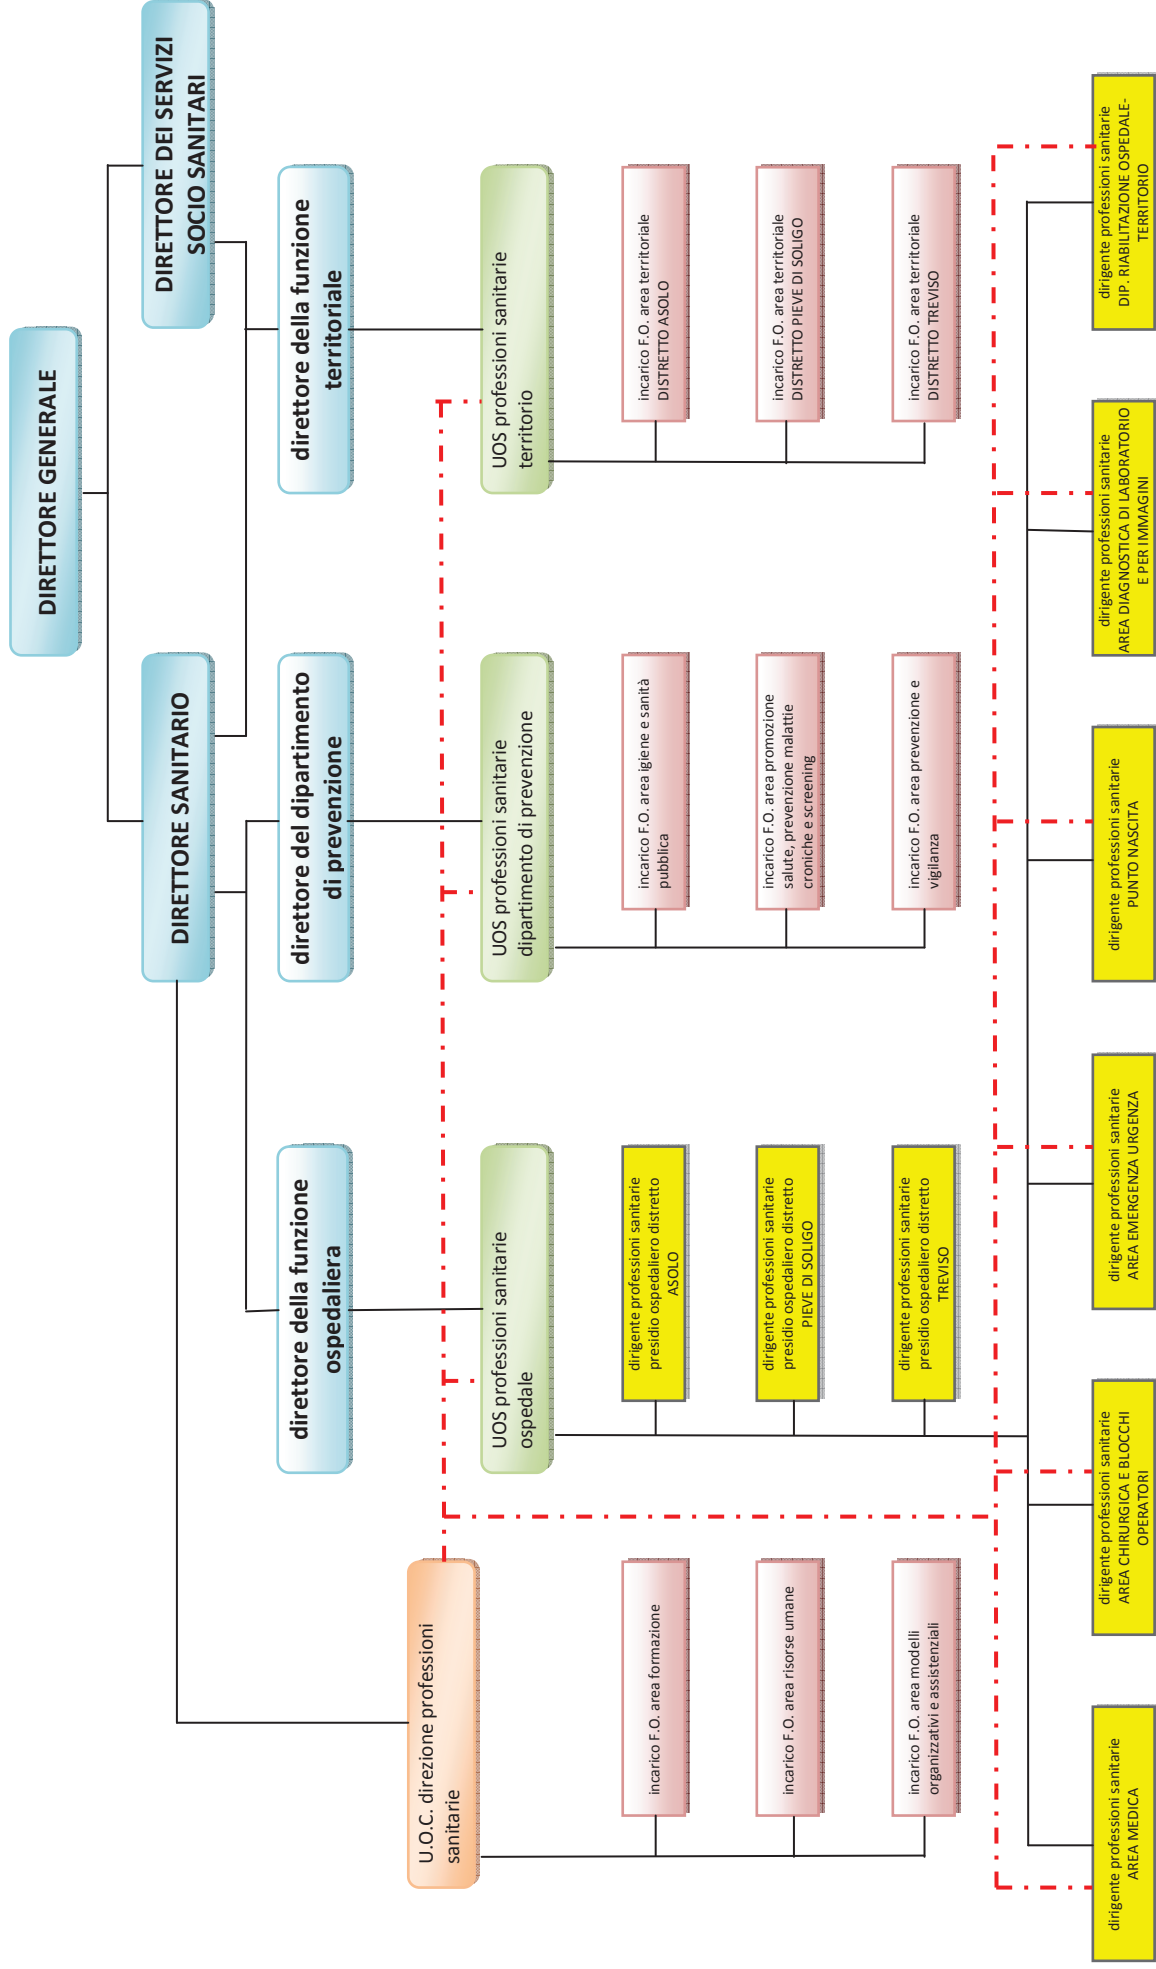 DIRETTORE GENERALE
DIRETTORE SANITARIO
DIRETTORE DEI SERVIZI
SOCIO SANITARI
direttore della funzione
ospedaliera
direttore del dipartimento
di prevenzione
direttore della funzione
territoriale
U.O.C. direzione professioni
sanitarie
UOS professioni sanitarie
ospedale
UOS professioni sanitarie
dipartimento di prevenzione
UOS professioni sanitarie
territorio
incarico F.O. area formazione
dirigente professioni sanitarie
presidio ospedaliero distretto
ASOLO
incarico F.O. area igiene e sanità
pubblica
incarico F.O. area territoriale
DISTRETTO ASOLO
incarico F.O. area risorse umane
dirigente professioni sanitarie
presidio ospedaliero distretto
PIEVE DI SOLIGO
incarico F.O. area promozione
salute, prevenzione malattie
croniche e screening
incarico F.O. area territoriale
DISTRETTO PIEVE DI SOLIGO
incarico F.O. area modelli
organizzativi e assistenziali
dirigente professioni sanitarie
presidio ospedaliero distretto
TREVISO
incarico F.O. area prevenzione e
vigilanza
incarico F.O. area territoriale
DISTRETTO TREVISO
dirigente professioni sanitarie
AREA MEDICA
dirigente professioni sanitarie
AREA CHIRURGICA E BLOCCHI
OPERATORI
dirigente professioni sanitarie
AREA EMERGENZA URGENZA
dirigente professioni sanitarie
PUNTO NASCITA
dirigente professioni sanitarie
AREA DIAGNOSTICA DI LABORATORIO
E PER IMMAGINI
dirigente professioni sanitarie
DIP. RIABILITAZIONE OSPEDALE-
TERRITORIO